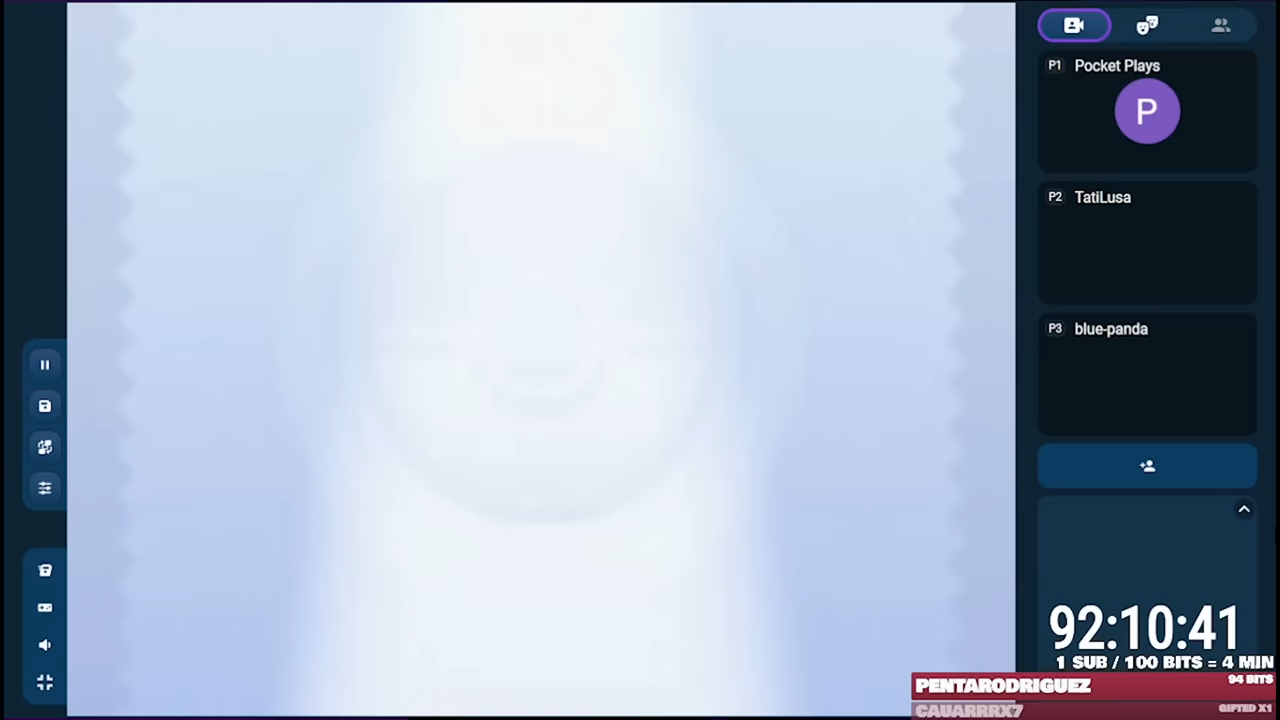 P1 Pocket Plays
P
P2 TatiLusa
P3 blue-panda
92:10:41
1 SUB / 100 BITS = 4 MIN
PENTARODRIGUEZ 94 BITS
CAUARRRX7 GIFTED X1